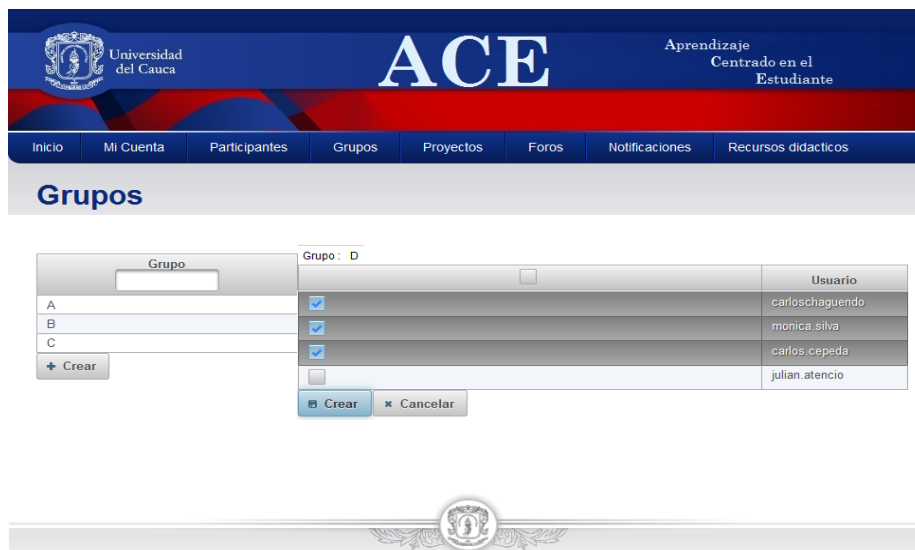 Universidad
del Cauca
ACE
Aprendizaje
Centrado en el
Estudiante
Inicio Mi Cuenta Participantes Grupos Proyectos Foros Notificaciones Recursos didacticos
Grupos
Grupo
A
B
C
+ Crear
Grupo : D
Usuario
carloschaguendo
monica.silva
carlos.cepeda
julian.atencio
Crear Cancelar